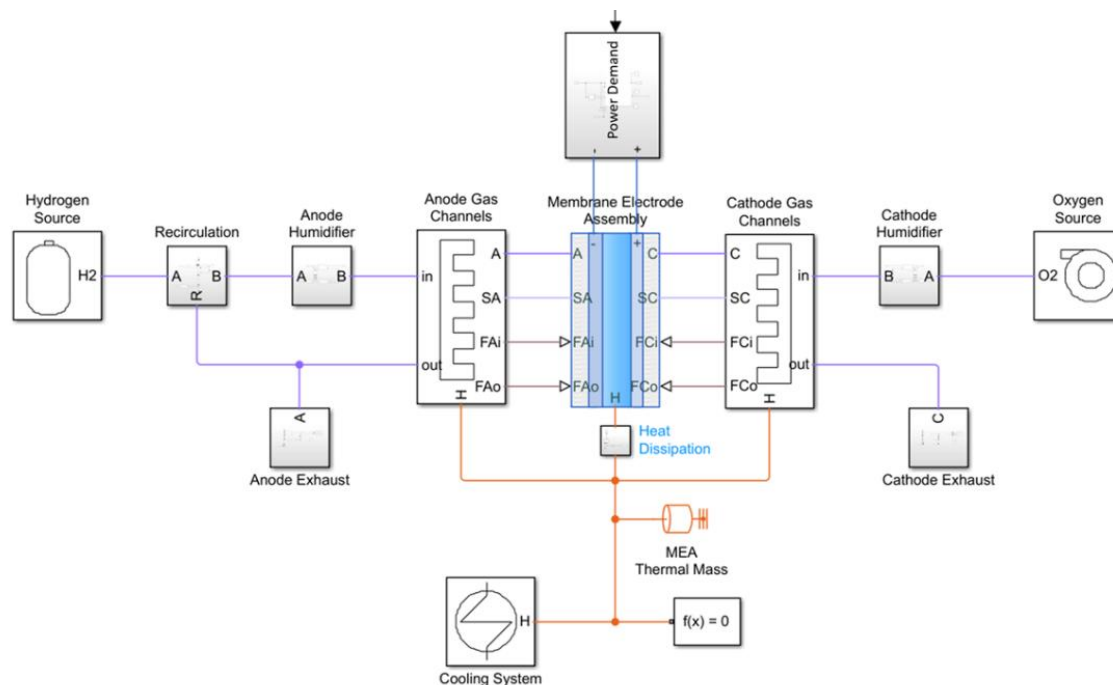 Power Demand
- +
Hydrogen
Source
Recirculation
Anode
Humidifier
Anode Gas
Channels
Membrane Electrode
Assembly
Cathode Gas
Channels
Cathode
Humidifier
Oxygen
Source
H2
A B
R
A B
in
out
A
SA
FAi
FAo
H
- +
A C
SA SC
FAi FCi
FAo FCo
H
C
SC
FCi
FCo
in
out
H
B A
O2
A
Anode Exhaust
Heat
Dissipation
C
Cathode Exhaust
MEA
Thermal Mass
H
Cooling System
f(x) = 0